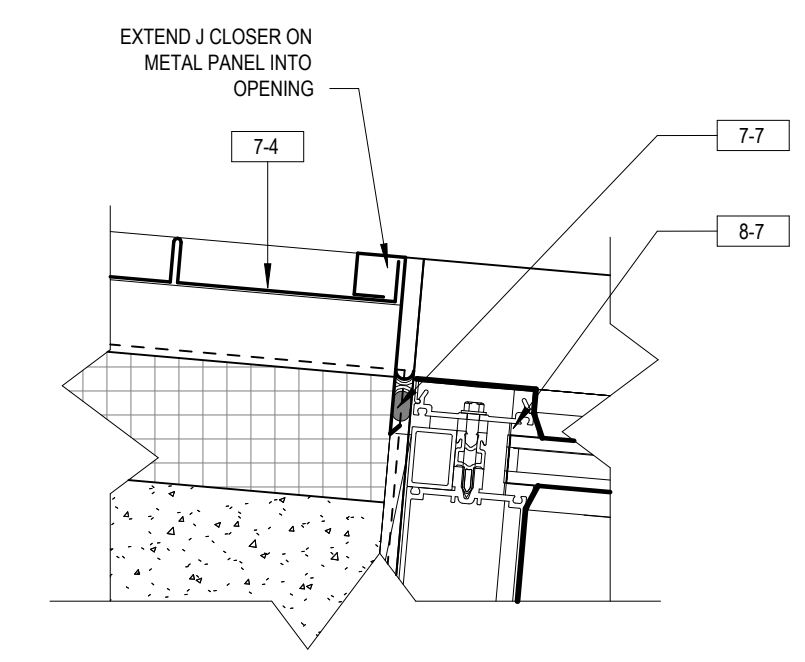 EXTEND J CLOSER ON
METAL PANEL INTO
OPENING
7-4
7-7
8-7